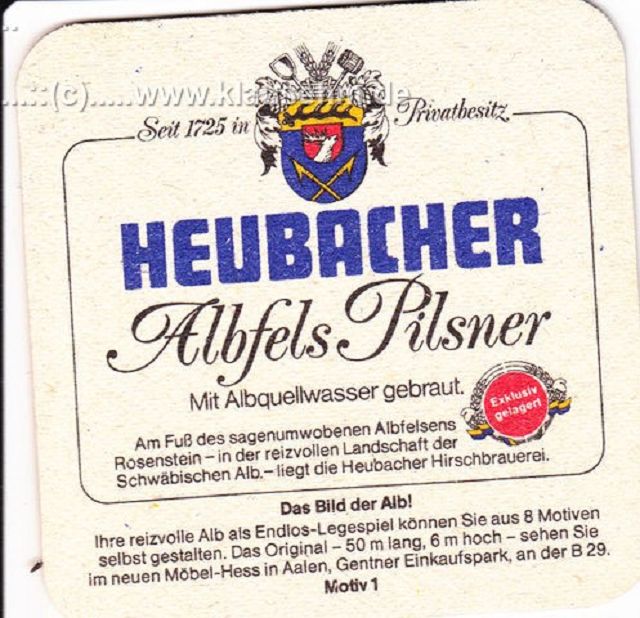 ...::(c).....www.kla
.de
Seit 1725 in Privatbesitz
HEUBACHER
Albfels Pilsner
Mit Albquellwasser gebraut.
Exklusiv
gelagert
Am Fuß des sagenumwobenen Albfelsens
Rosenstein – in der reizvollen Landschaft der
Schwäbischen Alb.– liegt die Heubacher Hirschbrauerei.
Das Bild der Alb!
Ihre reizvolle Alb als Endlos-Legespiel können Sie aus 8 Motiven
selbst gestalten. Das Original – 50 m lang, 6 m hoch – sehen Sie
im neuen Möbel-Hess in Aalen, Gentner Einkaufspark, an der B 29.
Motiv 1